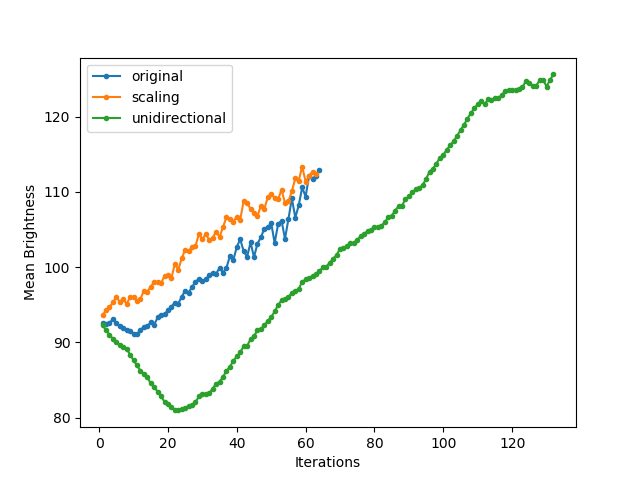 original
scaling
unidirectional
120
110
100
90
80
Mean Brightness
0 20 40 60 80 100 120
Iterations